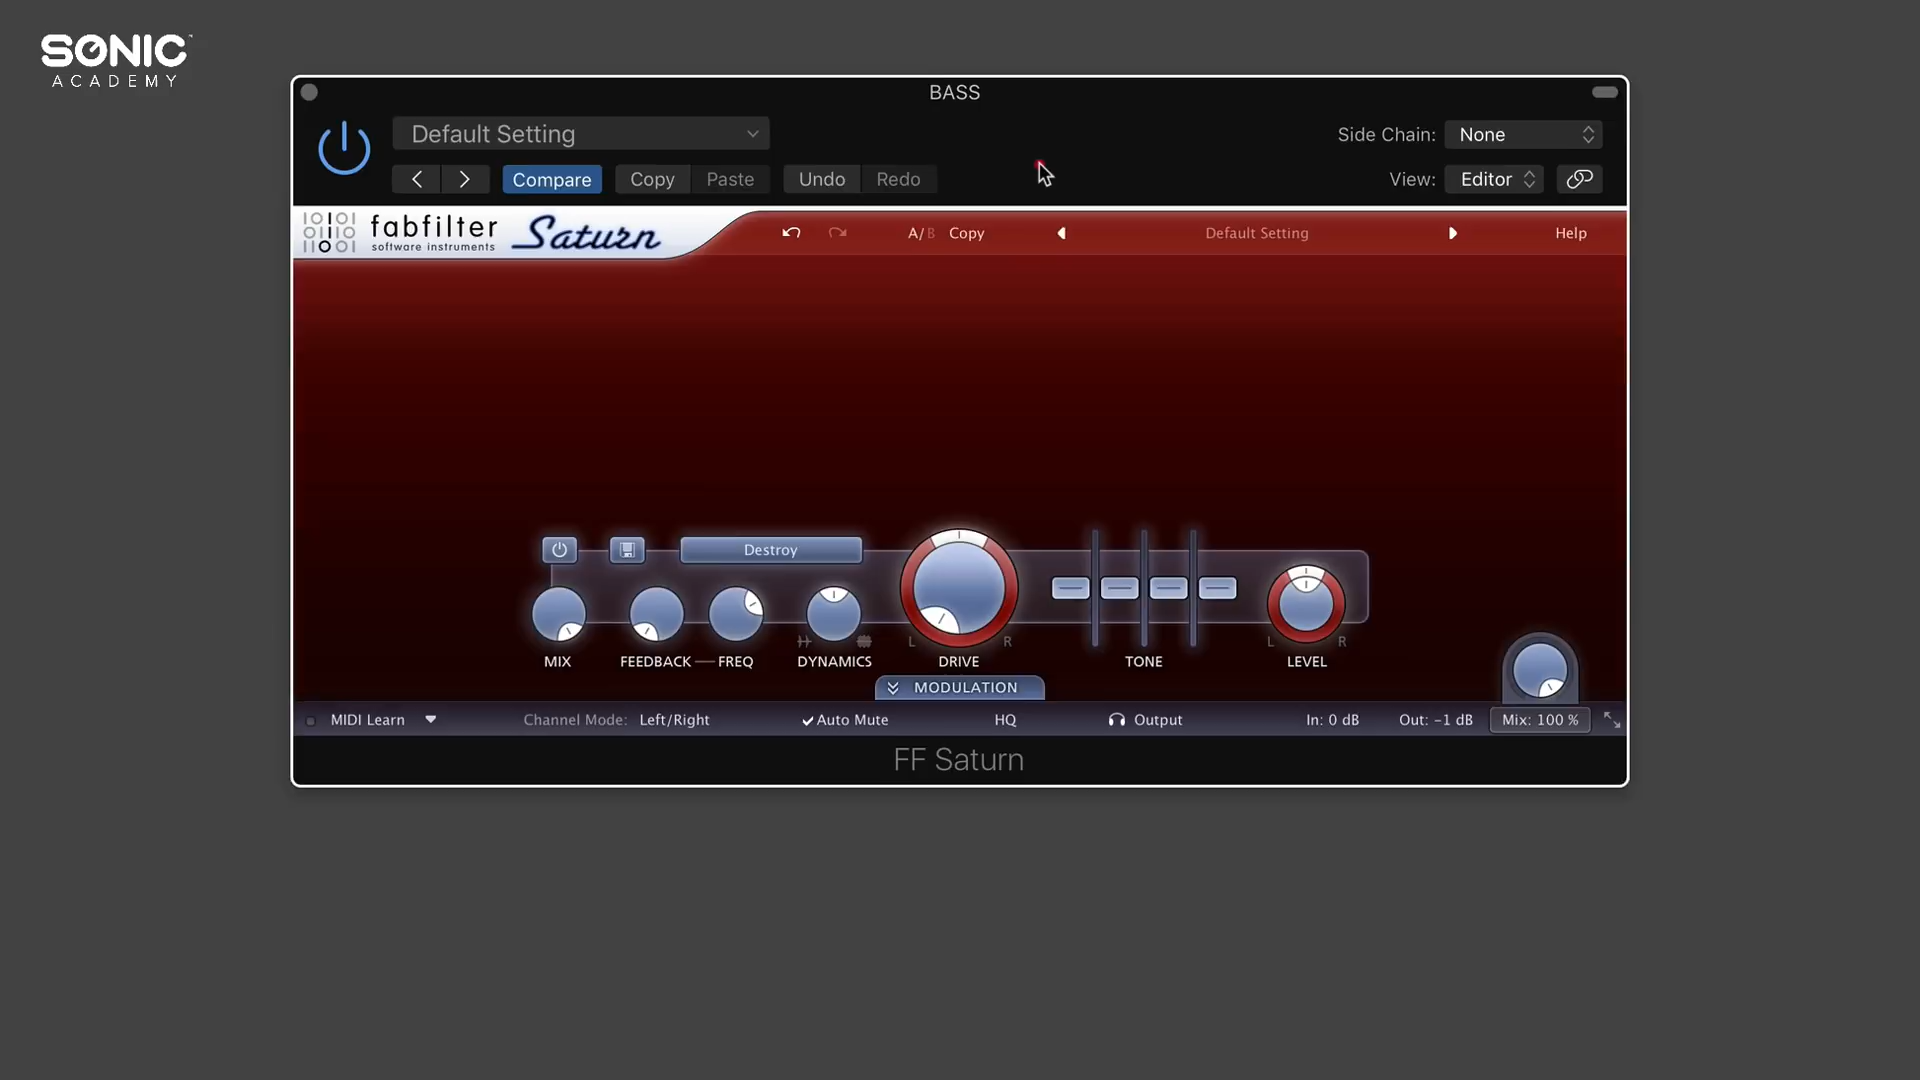 SONIC
ACADEMY
BASS
Default Setting
Side Chain: None
Compare Copy Paste Undo Redo
View: Editor
fabfilter Saturn
software instruments
A/B Copy Default Setting Help
Destroy
L R L R
MIX FEEDBACK FREQ DYNAMICS DRIVE TONE LEVEL
MODULATION
MIDI Learn Channel Mode: Left/Right Auto Mute HQ Output In: 0 dB Out: -1 dB Mix: 100 %
FF Saturn